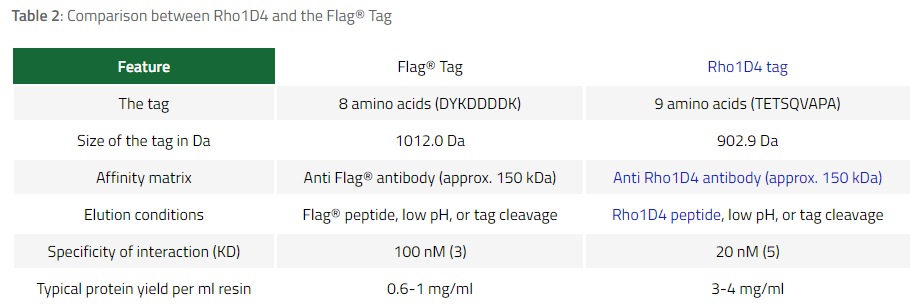 Table 2: Comparison between Rho1D4 and the Flag® Tag
Feature Flag® Tag Rho1D4 tag
The tag 8 amino acids (DYKDDDDK) 9 amino acids (TETSQVAPA)
Size of the tag in Da 1012.0 Da 902.9 Da
Affinity matrix Anti Flag® antibody (approx. 150 kDa) Anti Rho1D4 antibody (approx. 150 kDa)
Elution conditions Flag® peptide, low pH, or tag cleavage Rho1D4 peptide, low pH, or tag cleavage
Specificity of interaction (KD) 100 nM (3) 20 nM (5)
Typical protein yield per ml resin 0.6-1 mg/ml 3-4 mg/ml